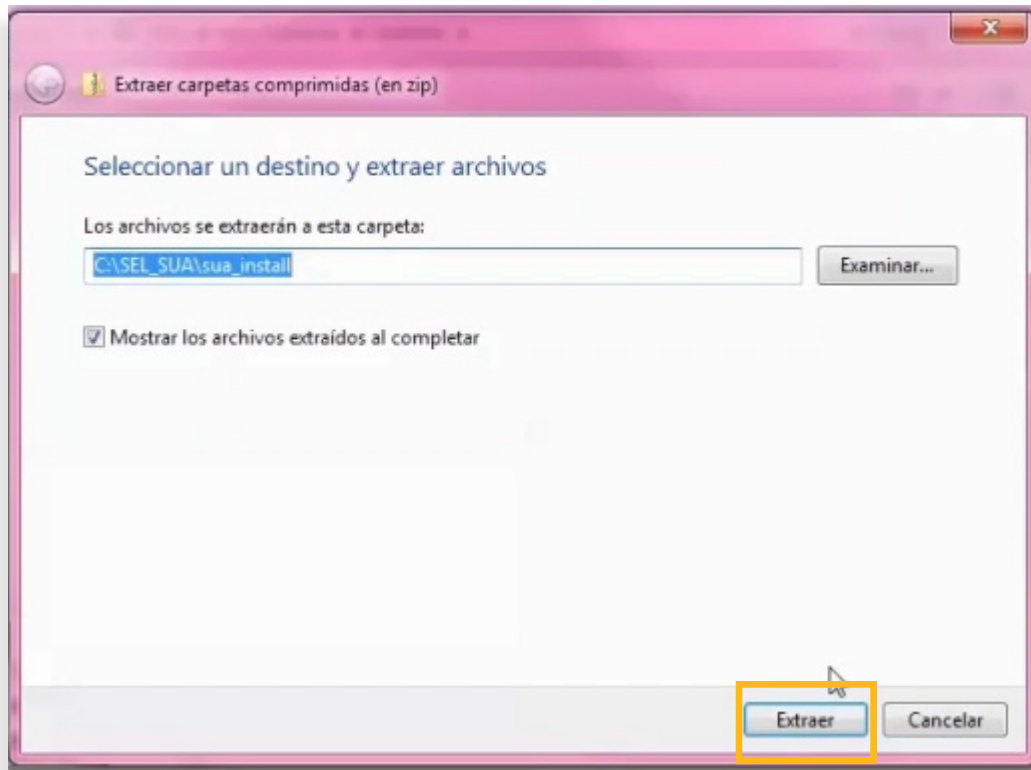 Extraer carpetas comprimidas (en zip)
Seleccionar un destino y extraer archivos
Los archivos se extraerán a esta carpeta:
C:\SEL_SUA\sua_install
Examinar...
Mostrar los archivos extraídos al completar
Extraer
Cancelar